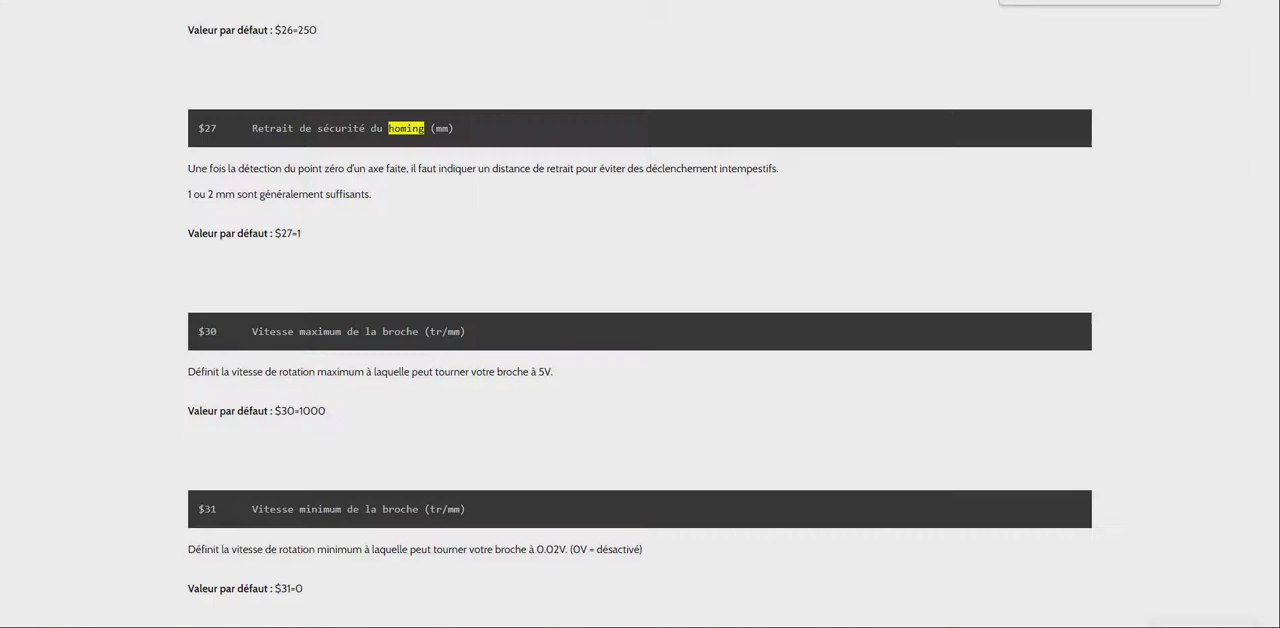 Valeur par défaut : $26=250
$27 Retrait de sécurité du homing (mm)
Une fois la détection du point zéro d'un axe faite, il faut indiquer un distance de retrait pour éviter des déclenchement intempestifs.
1 ou 2 mm sont généralement suffisants.
Valeur par défaut : $27=1
$30 Vitesse maximum de la broche (tr/mm)
Définit la vitesse de rotation maximum à laquelle peut tourner votre broche à 5V.
Valeur par défaut : $30=1000
$31 Vitesse minimum de la broche (tr/mm)
Définit la vitesse de rotation minimum à laquelle peut tourner votre broche à 0.02V. (0V = désactivé)
Valeur par défaut : $31=0